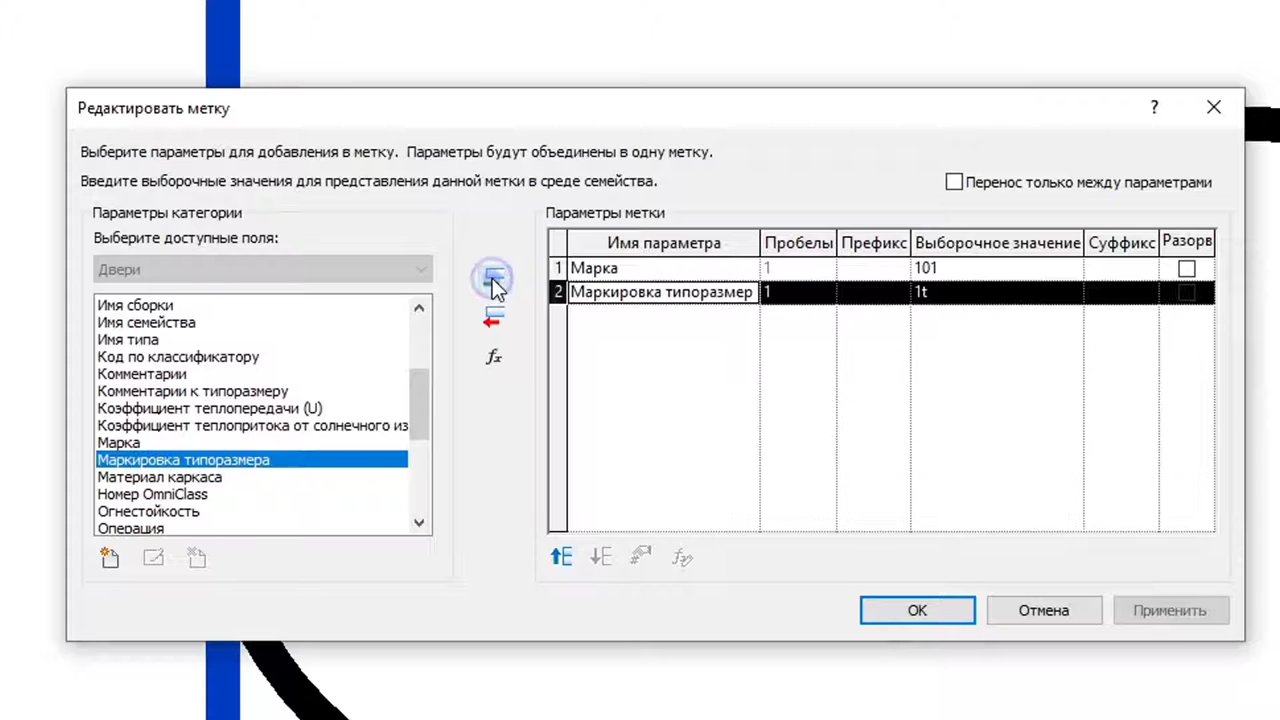 Редактировать метку
?
Выберите параметры для добавления в метку. Параметры будут объединены в одну метку.
Введите выборочные значения для представления данной метки в среде семейства.
Перенос только между параметрами
Параметры категории
Выберите доступные поля:
Двери
Имя сборки
Имя семейства
Имя типа
Код по классификатору
Комментарии
Комментарии к типоразмеру
Коэффициент теплопередачи (U)
Коэффициент теплопритока от солнечного из
Марка
Маркировка типоразмера
Материал каркаса
Номер OmniClass
Огнестойкость
Операция
fx
Параметры метки
Имя параметра Пробелы Префикс Выборочное значение Суффикс Разорв
1 Марка 1 101
2 Маркировка типоразмер 1 1t
OK Отмена Применить